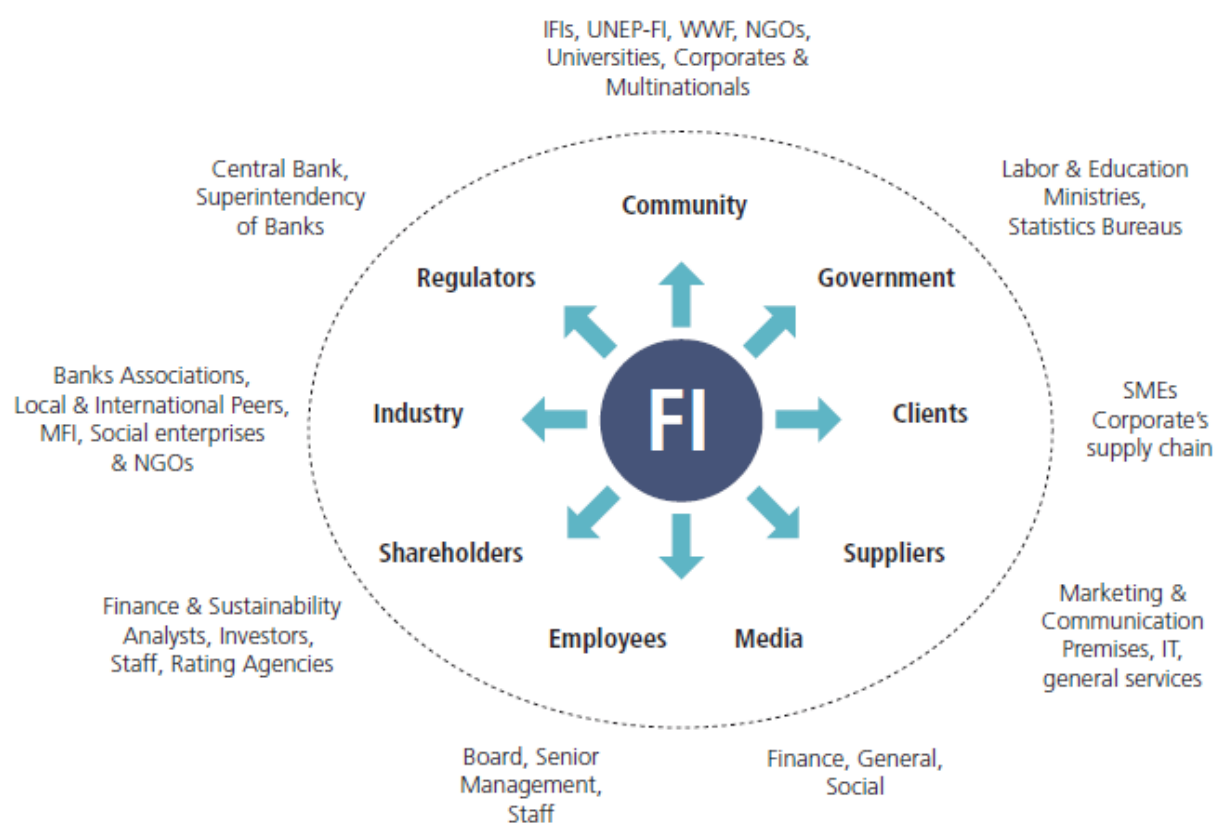 IFIs, UNEP-FI, WWF, NGOs,
Universities, Corporates &
Multinationals
Central Bank,
Superintendency
of Banks
Labor & Education
Ministries,
Statistics Bureaus
Community
Regulators
Government
Banks Associations,
Local & International Peers,
MFI, Social enterprises
& NGOs
Industry
FI
Clients
SMEs
Corporate's
supply chain
Shareholders
Suppliers
Finance & Sustainability
Analysts, Investors,
Staff, Rating Agencies
Employees
Media
Marketing &
Communication
Premises, IT,
general services
Board, Senior
Management,
Staff
Finance, General,
Social